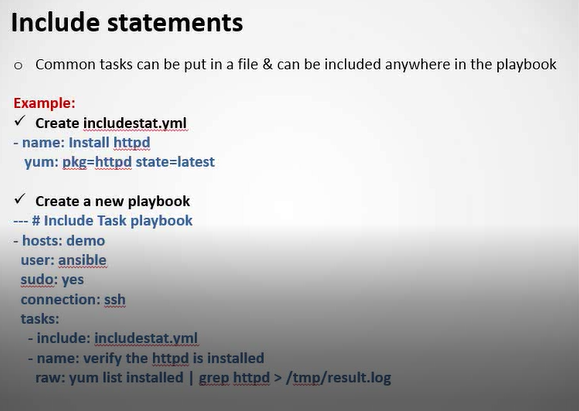 Include statements
o Common tasks can be put in a file & can be included anywhere in the playbook
Example:
✓ Create includestat.yml
- name: Install httpd
yum: pkg=httpd state=latest
✓ Create a new playbook
--- # Include Task playbook
- hosts: demo
user: ansible
sudo: yes
connection: ssh
tasks:
- include: includestat.yml
- name: verify the httpd is installed
raw: yum list installed | grep httpd > /tmp/result.log